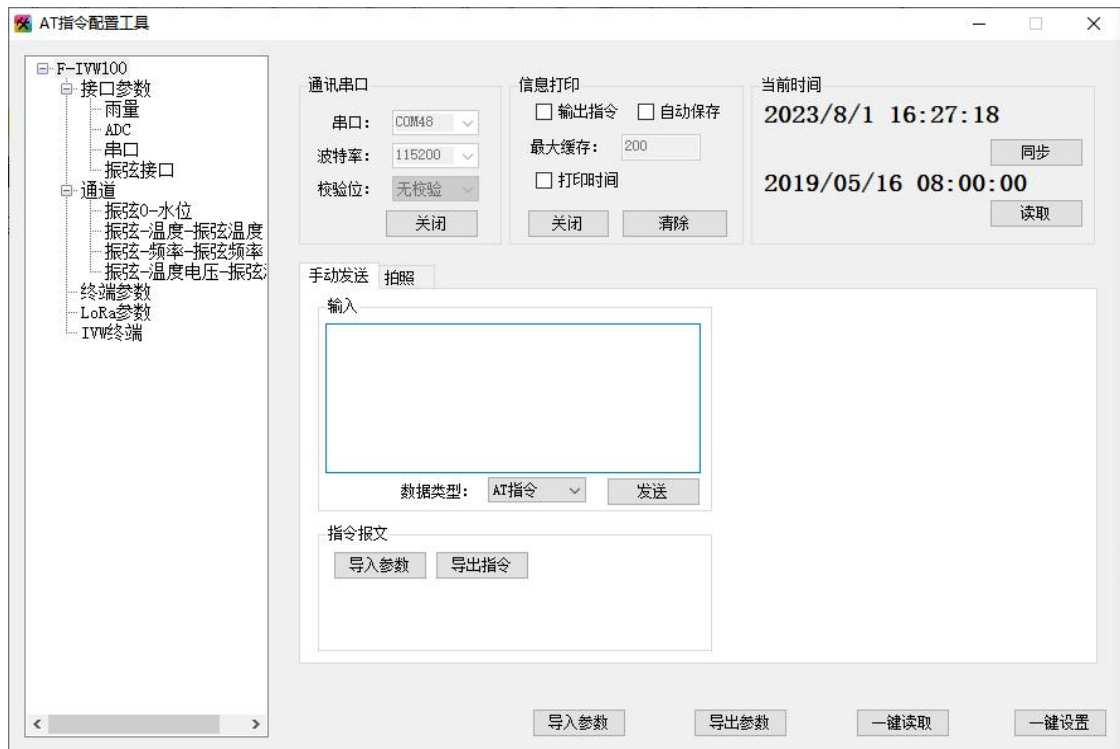 AT指令配置工具
F-IVW100
接口参数
雨量
ADC
串口
振弦接口
通道
振弦0-水位
振弦-温度-振弦温度
振弦-频率-振弦频率
振弦-温度电压-振弦
终端参数
LoRa参数
IVW终端
通讯串口
串口： COM48
波特率： 115200
校验位： 无校验
关闭
信息打印
输出指令 自动保存
最大缓存： 200
打印时间
关闭 清除
当前时间
2023/8/1 16:27:18
同步
2019/05/16 08:00:00
读取
手动发送 拍照
输入
数据类型： AT指令 发送
指令报文
导入参数 导出指令
导入参数 导出参数 一键读取 一键设置